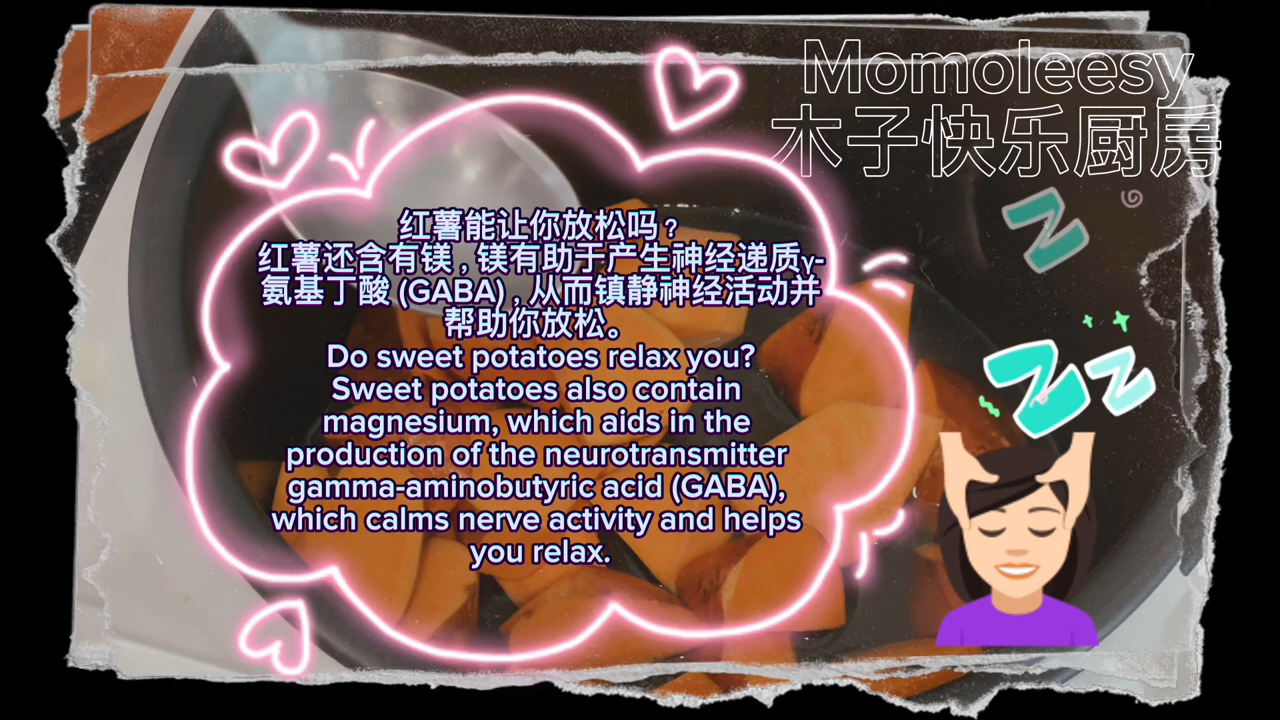 Momoleesy
木子快乐厨房
红薯能让你放松吗？
红薯还含有镁，镁有助于产生神经递质γ-
氨基丁酸 (GABA)，从而镇静神经活动并
帮助你放松。
Do sweet potatoes relax you?
Sweet potatoes also contain
magnesium, which aids in the
production of the neurotransmitter
gamma-aminobutyric acid (GABA),
which calms nerve activity and helps
you relax.
Z
Z Z